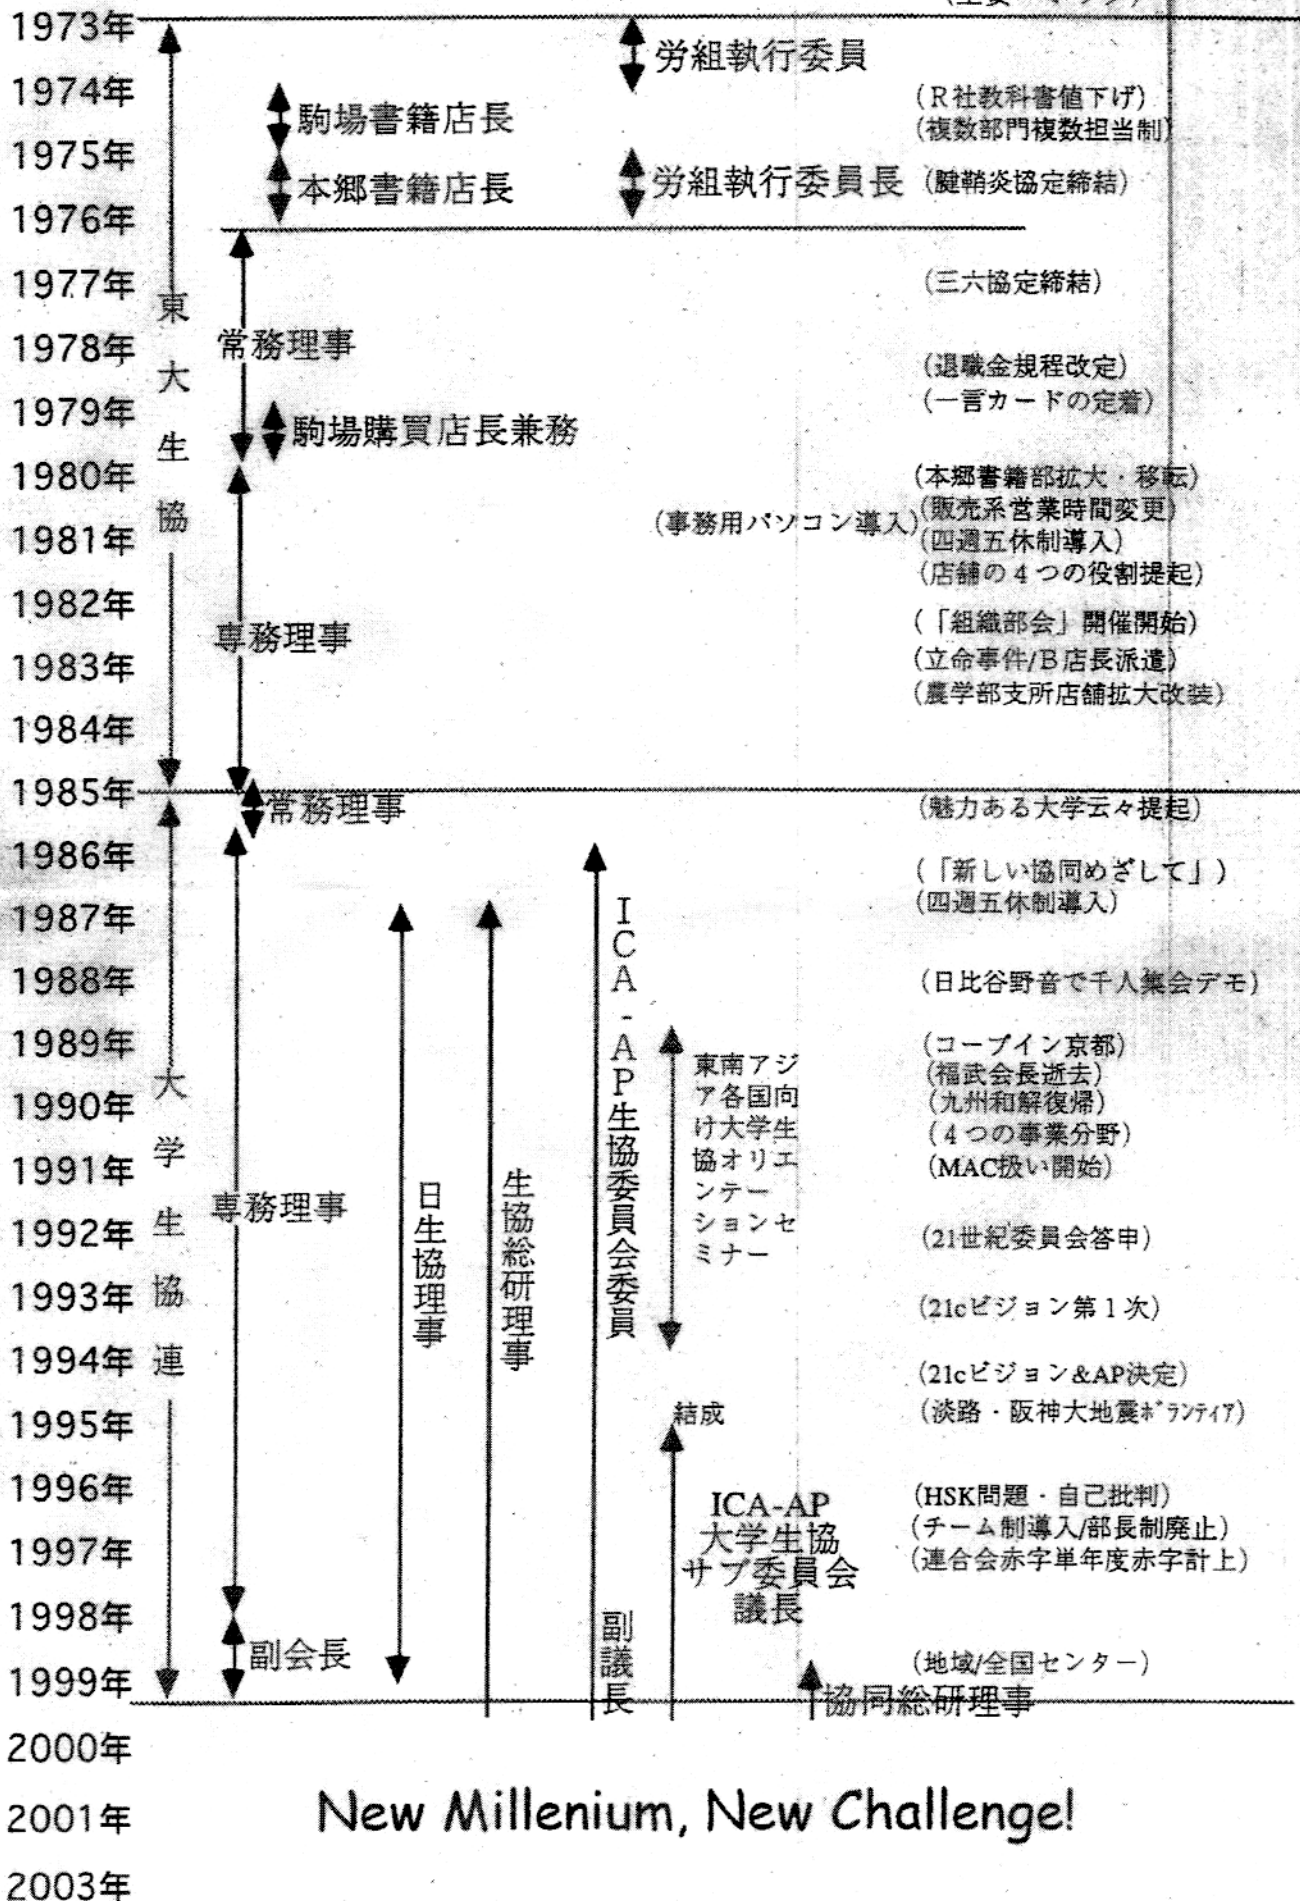 1973年
労組執行委員
1974年
駒場書籍店長
(R社教科書値下げ)
(複数部門複数担当制)
1975年
本郷書籍店長
労組執行委員長
(腱鞘炎協定締結)
1976年
1977年
(三六協定締結)
東大生協
1978年
常務理事
(退職金規程改定)
1979年
(一言カードの定着)
駒場購買店長兼務
1980年
(本郷書籍部拡大・移転)
(事務用パソコン導入)
(販売系営業時間変更)
1981年
(四週五休制導入)
(店舗の4つの役割提起)
1982年
(「組織部会」開催開始)
専務理事
1983年
(立命事件/B店長派遣)
(農学部支所店舗拡大改装)
1984年
1985年
常務理事
(魅力ある大学云々提起)
1986年
(「新しい協同めざして」)
1987年
(四週五休制導入)
1988年
(日比谷野音で千人集会デモ)
1989年
(コープイン京都)
(福武会長逝去)
1990年
(九州和解復帰)
(4つの事業分野)
1991年
(MAC扱い開始)
大学生協連
専務理事
日生協理事
生協総研理事
ICA-AP生協委員会委員
東南アジ
ア各国向
け大学生
協オリエ
ンテー
ションセ
ミナー
1992年
(21世紀委員会答申)
1993年
(21cビジョン第1次)
1994年
(21cビジョン&AP決定)
1995年
結成
(淡路・阪神大地震ﾎﾞﾗﾝﾃｨｱ)
1996年
(HSK問題・自己批判)
ICA-AP
大学生協
サブ委員会
議長
(チーム制導入/部長制廃止)
1997年
(連合会赤字単年度赤字計上)
1998年
副会長
副議長
(地域/全国センター)
1999年
協同総研理事
2000年
2001年
New Millenium, New Challenge!
2003年